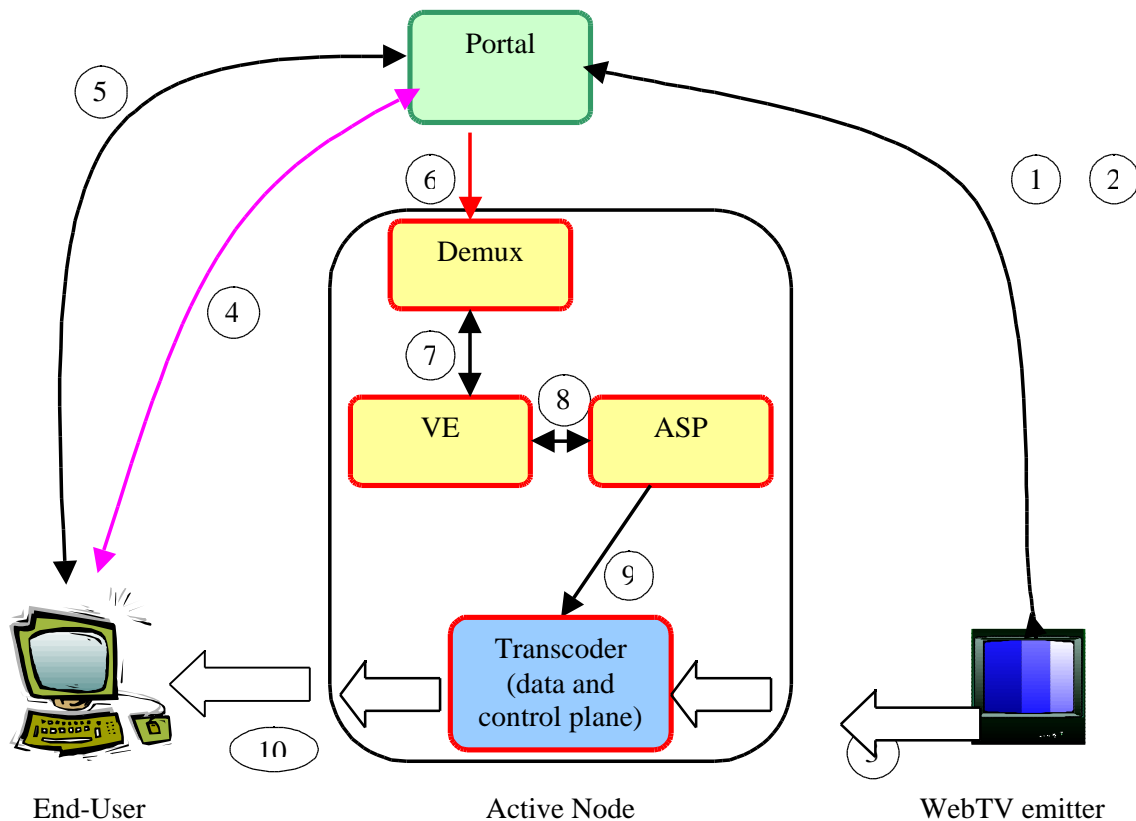 Portal
5
1
2
6
Demux
4
7
8
VE
ASP
9
Transcoder
(data and
control plane)
10
End-User
Active Node
WebTV emitter